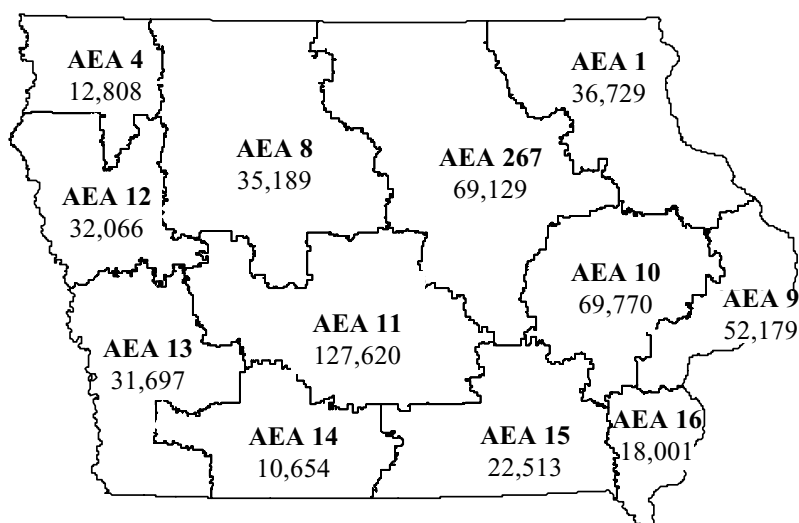 AEA 4
12,808
AEA 1
36,729
AEA 8
35,189
AEA 267
69,129
AEA 12
32,066
AEA 10
69,770
AEA 9
52,179
AEA 11
127,620
AEA 13
31,697
AEA 14
10,654
AEA 15
22,513
AEA 16
18,001